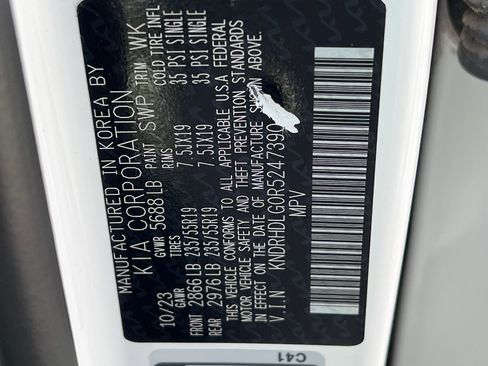 MANUFACTURED IN KOREA BY
KIA CORPORATION
GVWR 5688LB PAINT SWP TRIM WK
10/23 GAWR TIRES RIMS COLD TIRE INFL
FRONT 2866LB 235/55R19 7.5JX19 35 PSI SINGLE
REAR 2976LB 235/55R19 7.5JX19 35 PSI SINGLE
THIS VEHICLE CONFORMS TO ALL APPLICABLE U.S.A FEDERAL
MOTOR VEHICLE SAFETY AND THEFT PREVENTION STANDARDS
IN EFFECT ON THE DATE OF MANUFACTURE SHOWN ABOVE.
V.I.N KNDRHDLG0R5247390
MPV
C41